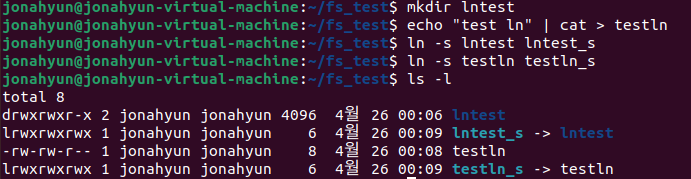 jonahyun@jonahyun-virtual-machine:~/fs_test$ mkdir lntest
jonahyun@jonahyun-virtual-machine:~/fs_test$ echo "test ln" | cat > testln
jonahyun@jonahyun-virtual-machine:~/fs_test$ ln -s lntest lntest_s
jonahyun@jonahyun-virtual-machine:~/fs_test$ ln -s testln testln_s
jonahyun@jonahyun-virtual-machine:~/fs_test$ ls -l
total 8
drwxrwxr-x 2 jonahyun jonahyun 4096  4월 26 00:06 lntest
lrwxrwxrwx 1 jonahyun jonahyun    6  4월 26 00:09 lntest_s -> lntest
-rw-rw-r-- 1 jonahyun jonahyun    8  4월 26 00:08 testln
lrwxrwxrwx 1 jonahyun jonahyun    6  4월 26 00:09 testln_s -> testln